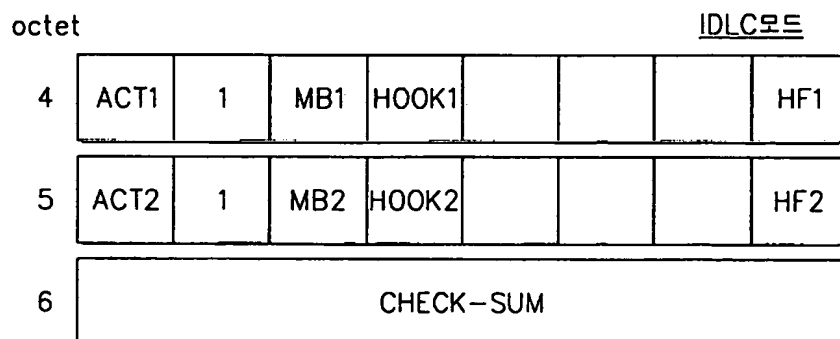 octet IDLC모드
4 ACT1 1 MB1 HOOK1 HF1
5 ACT2 1 MB2 HOOK2 HF2
6 CHECK-SUM